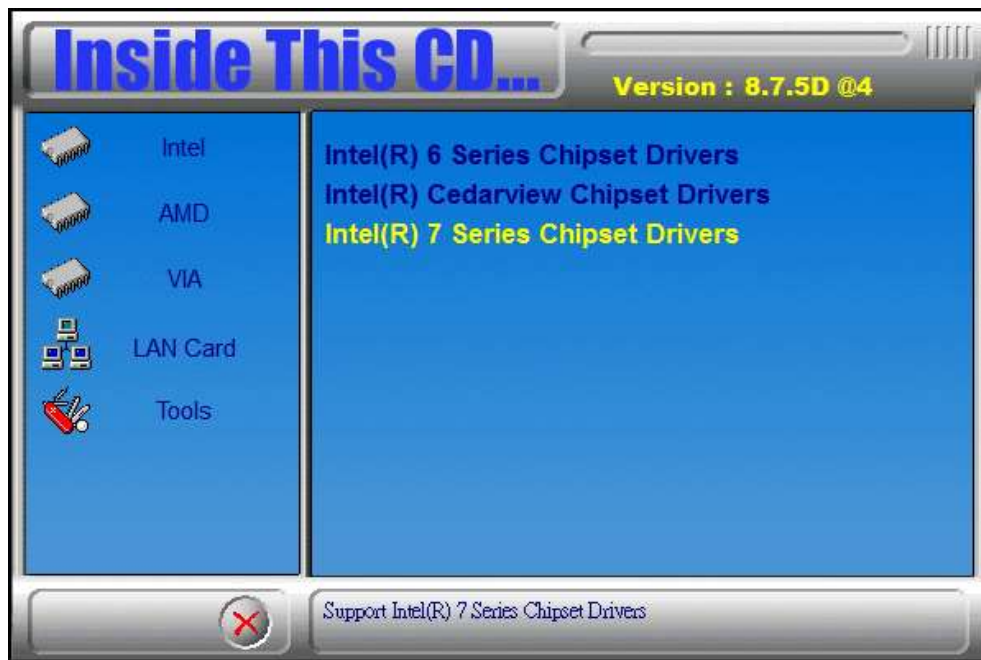 Inside This CD...
Version : 8.7.5D @4
Intel
AMD
VIA
LAN Card
Tools
Intel(R) 6 Series Chipset Drivers
Intel(R) Cedarview Chipset Drivers
Intel(R) 7 Series Chipset Drivers
Support Intel(R) 7 Series Chipset Drivers